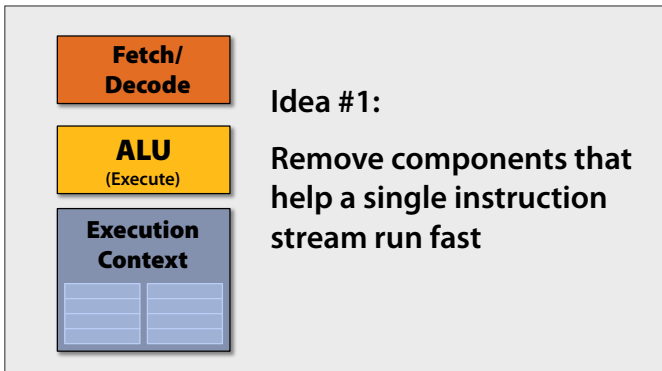 Fetch/
Decode
ALU
(Execute)
Execution
Context
Idea #1:
Remove components that
help a single instruction
stream run fast